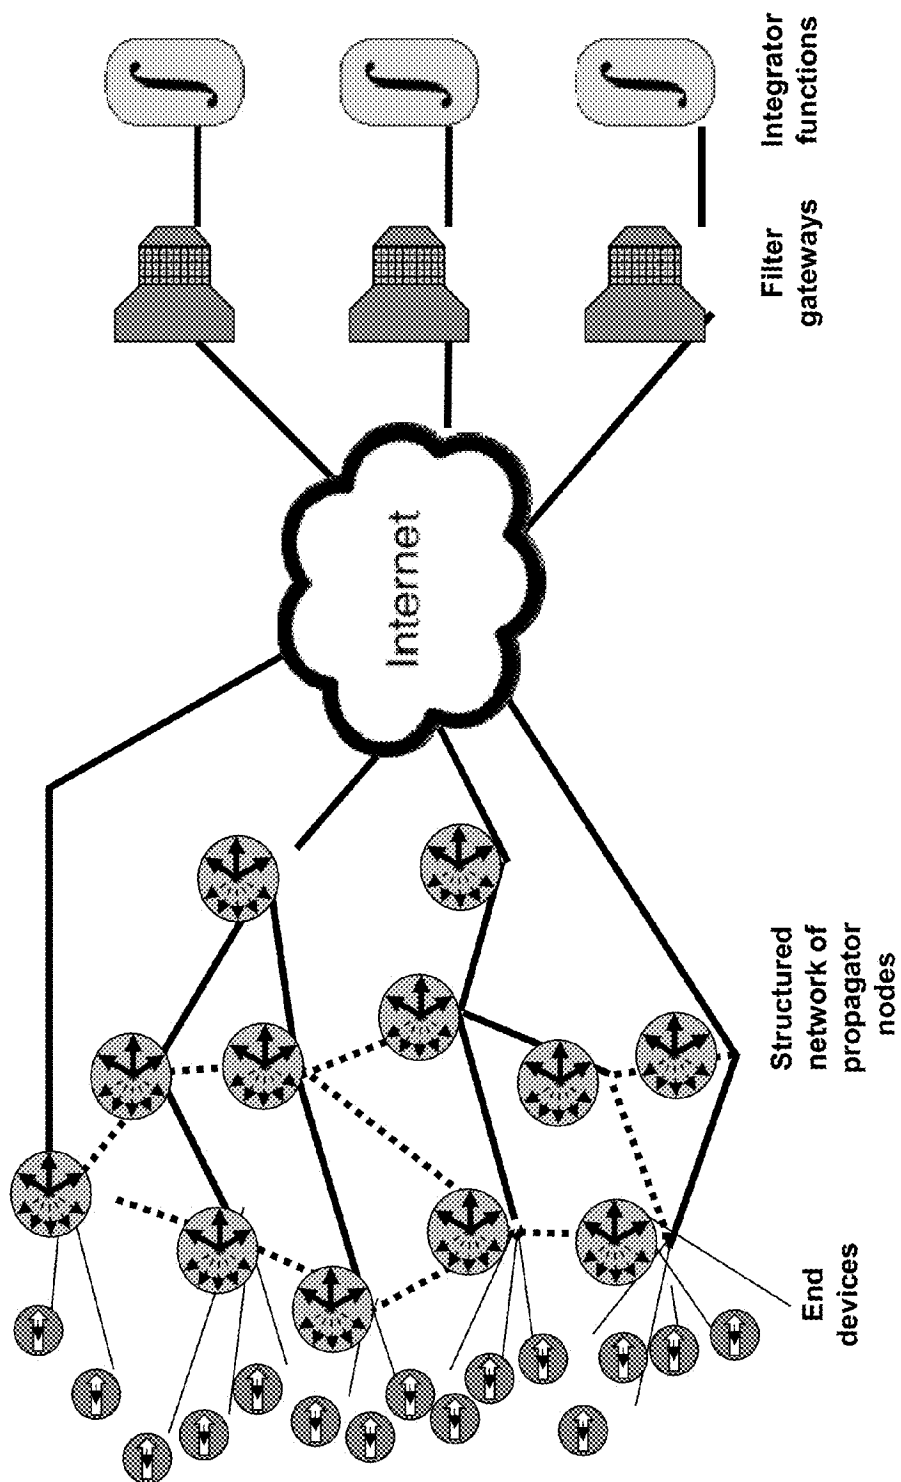 Integrator
functions
Filter
gateways
Internet
Structured
network of
propagator
nodes
End
devices